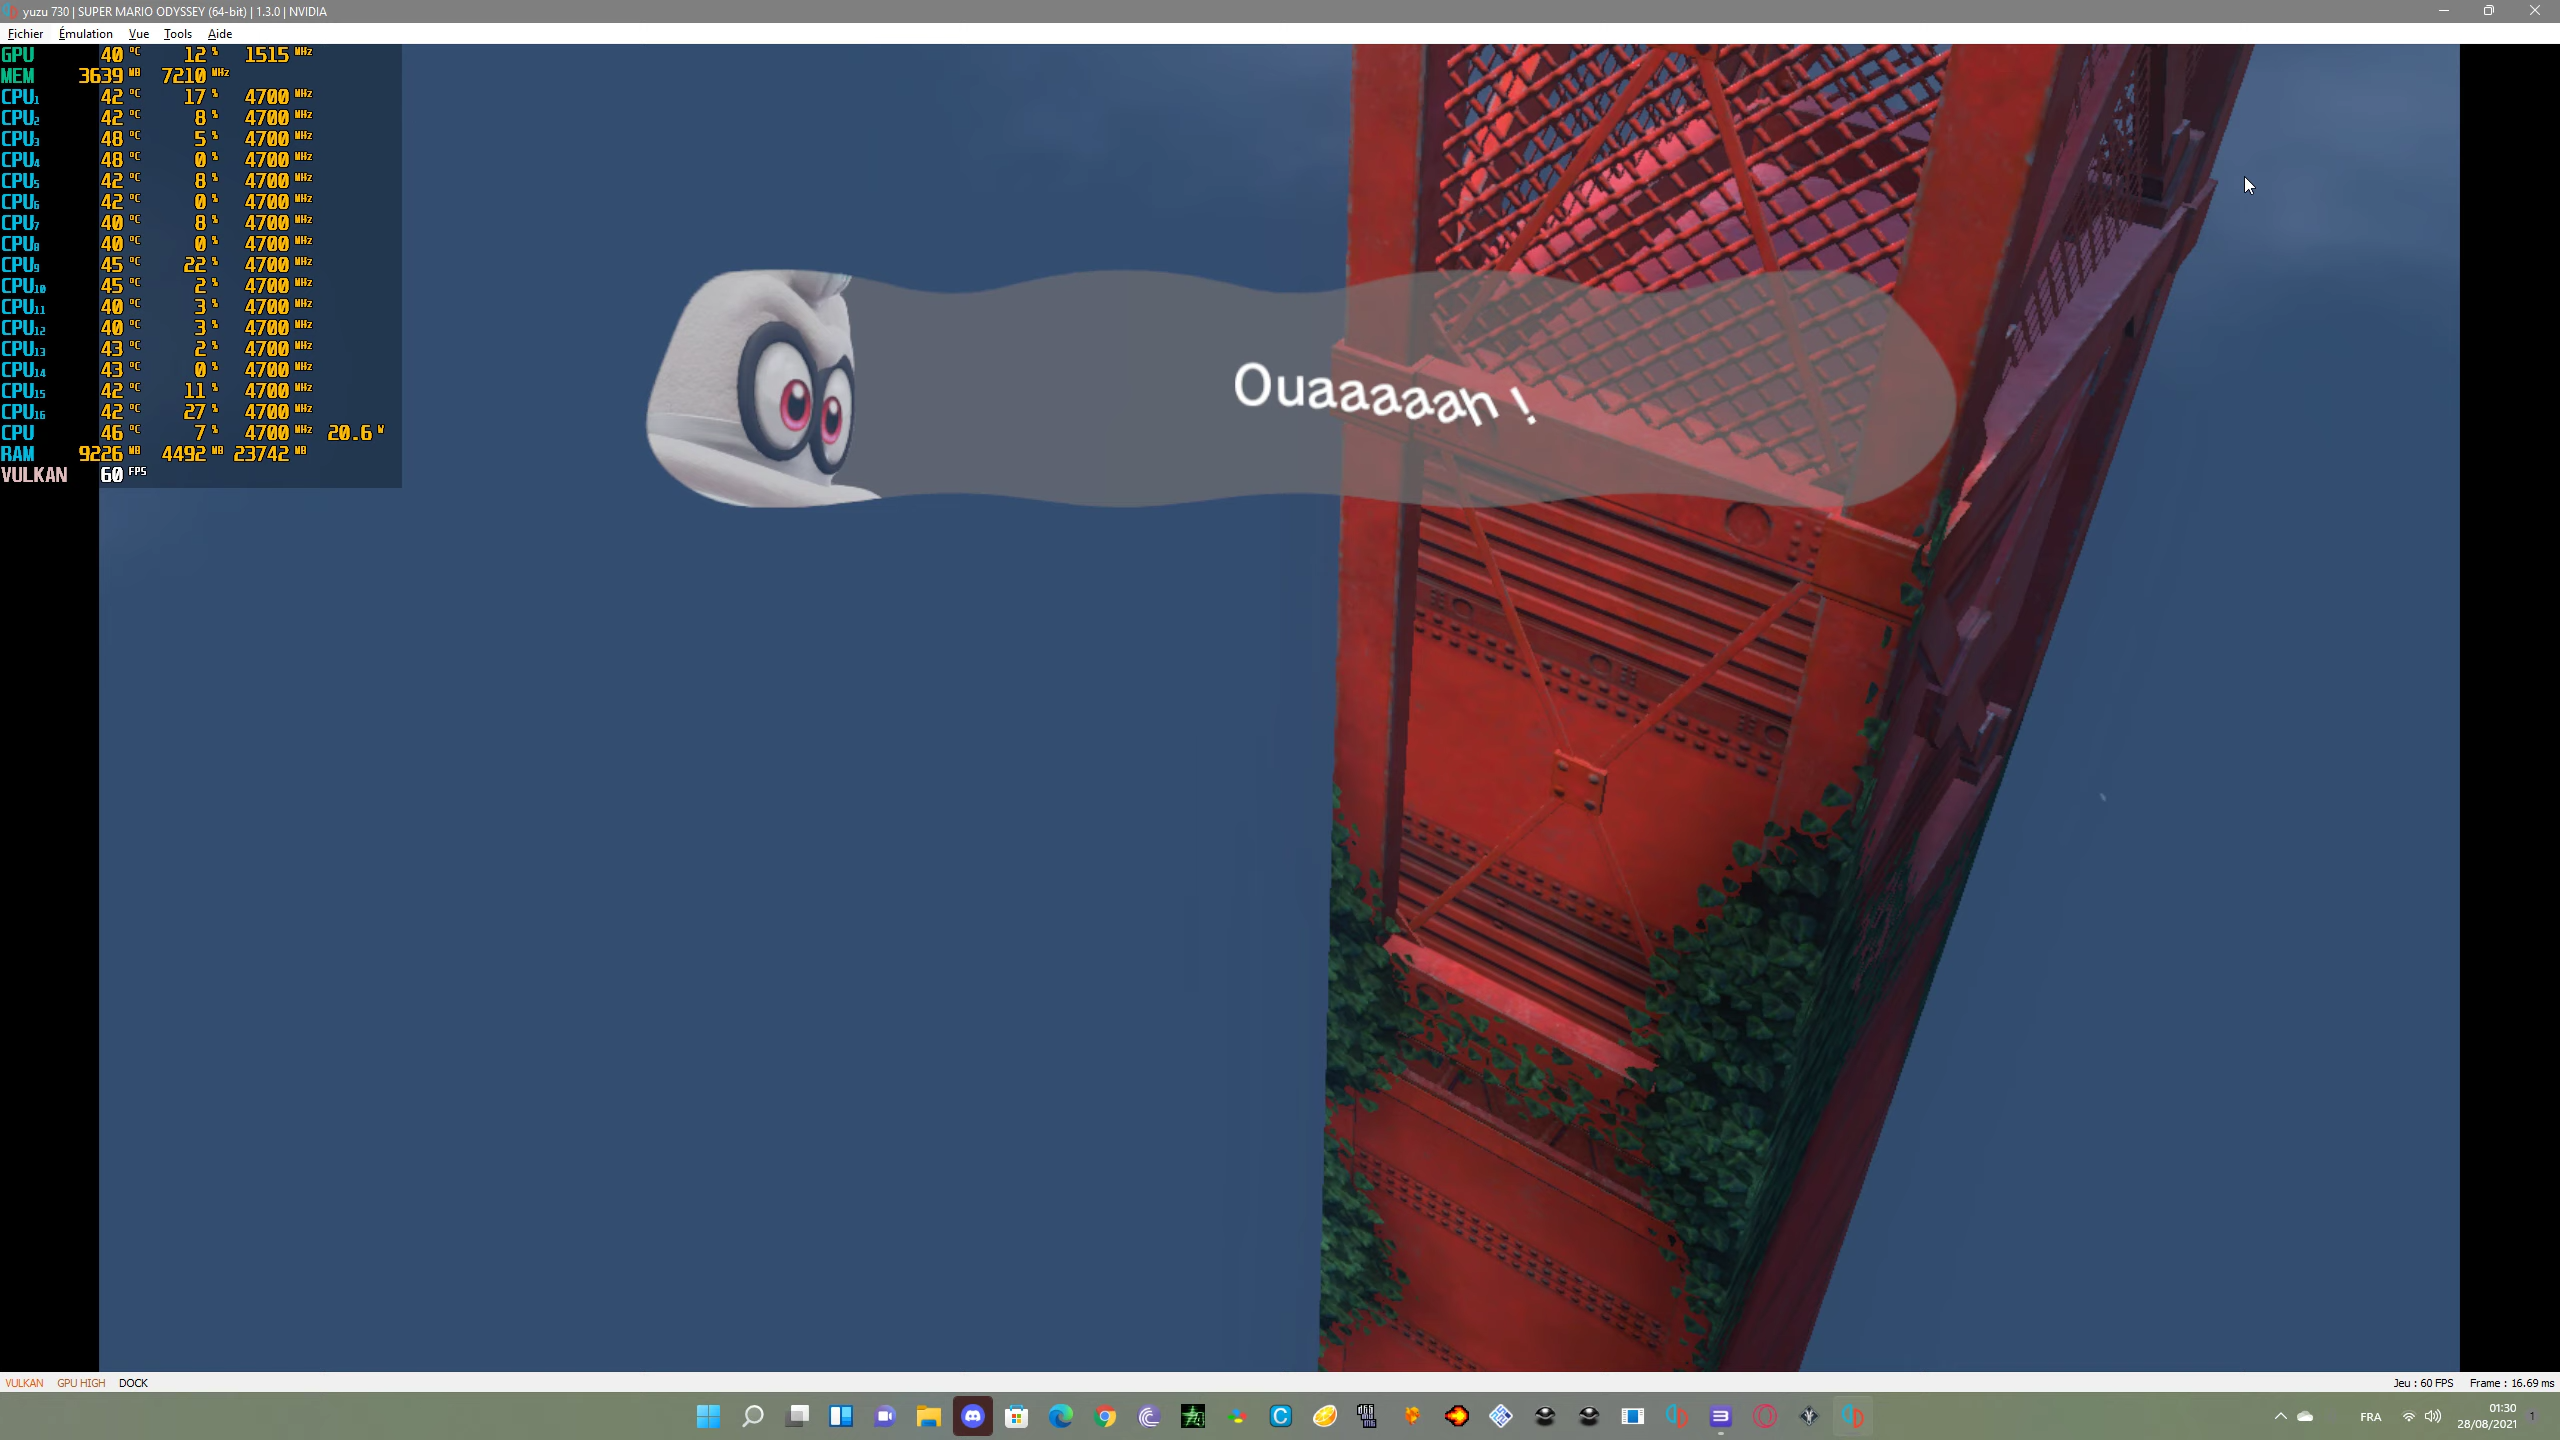 yuzu 730 | SUPER MARIO ODYSSEY (64-bit) | 1.3.0 | NVIDIA
Fichier Émulation Vue Tools Aide
GPU 40 °C 12 % 1515 MHz
MEM 3639 MB 7210 MHz
CPU1 42 °C 17 % 4700 MHz
CPU2 42 °C 8 % 4700 MHz
CPU3 48 °C 5 % 4700 MHz
CPU4 48 °C 0 % 4700 MHz
CPU5 42 °C 8 % 4700 MHz
CPU6 42 °C 0 % 4700 MHz
CPU7 40 °C 8 % 4700 MHz
CPU8 40 °C 0 % 4700 MHz
CPU9 45 °C 22 % 4700 MHz
CPU10 45 °C 2 % 4700 MHz
CPU11 40 °C 3 % 4700 MHz
CPU12 40 °C 3 % 4700 MHz
CPU13 43 °C 2 % 4700 MHz
CPU14 43 °C 0 % 4700 MHz
CPU15 42 °C 11 % 4700 MHz
CPU16 42 °C 27 % 4700 MHz
CPU 46 °C 7 % 4700 MHz 20.6 W
RAM 9226 MB 4492 MB 23742 MB
VULKAN 60 FPS
Ouaaaaah !
VULKAN GPU HIGH DOCK
Jeu : 60 FPS Frame : 16.69 ms
FRA
01:30
28/08/2021
1